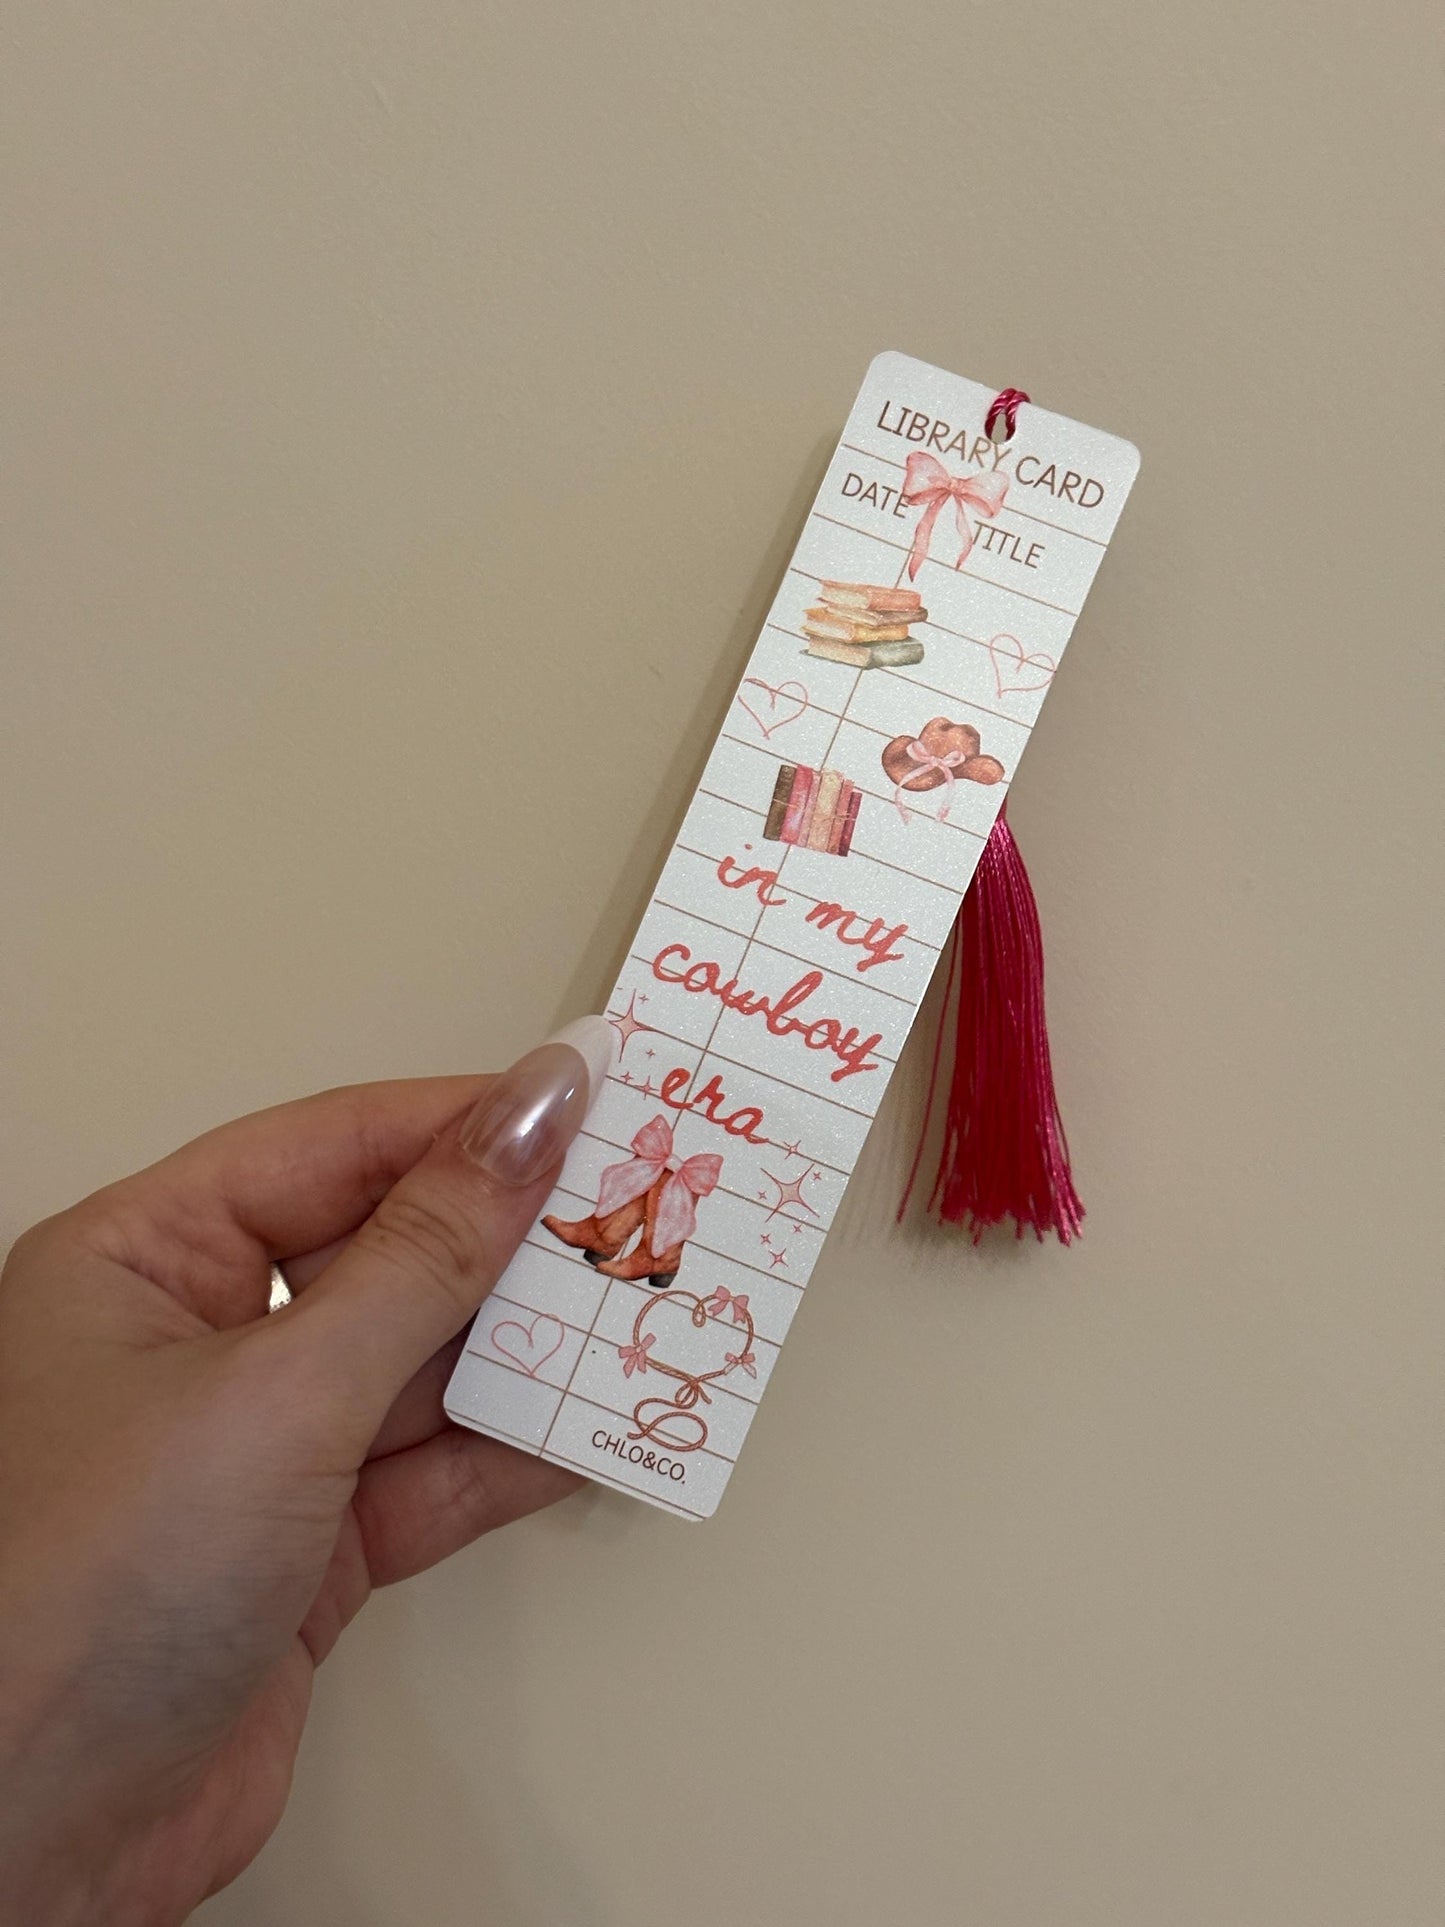 LIBRARY CARD
DATE TITLE
in my
cowboy
era
CHLO&CO.